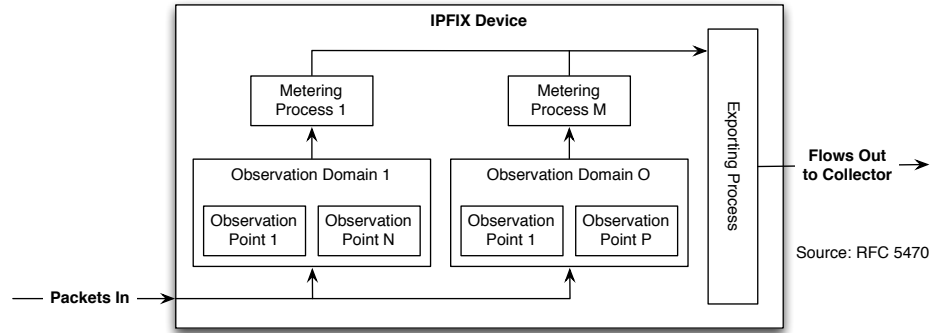 IPFIX Device
Metering
Process 1
Metering
Process M
Exporting Process
Observation Domain 1
Observation
Point 1
Observation
Point N
Observation Domain O
Observation
Point 1
Observation
Point P
Flows Out
to Collector
Source: RFC 5470
Packets In